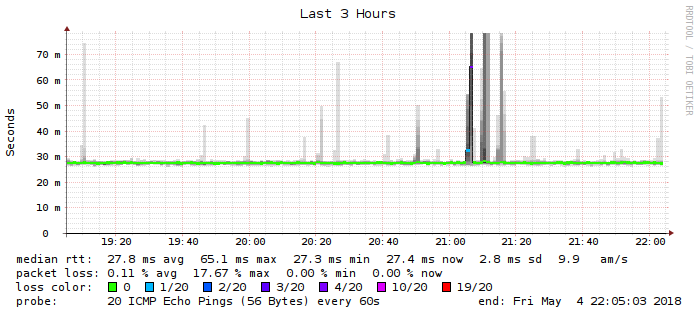 Last 3 Hours
RRDTOOL / TOBI OETIKER
Seconds
70 m
60 m
50 m
40 m
30 m
20 m
10 m
0
19:20 19:40 20:00 20:20 20:40 21:00 21:20 21:40 22:00
median rtt: 27.8 ms avg 65.1 ms max 27.3 ms min 27.4 ms now 2.8 ms sd 9.9 am/s
packet loss: 0.11 % avg 17.67 % max 0.00 % min 0.00 % now
loss color: 0 1/20 2/20 3/20 4/20 10/20 19/20
probe: 20 ICMP Echo Pings (56 Bytes) every 60s end: Fri May 4 22:05:03 2018